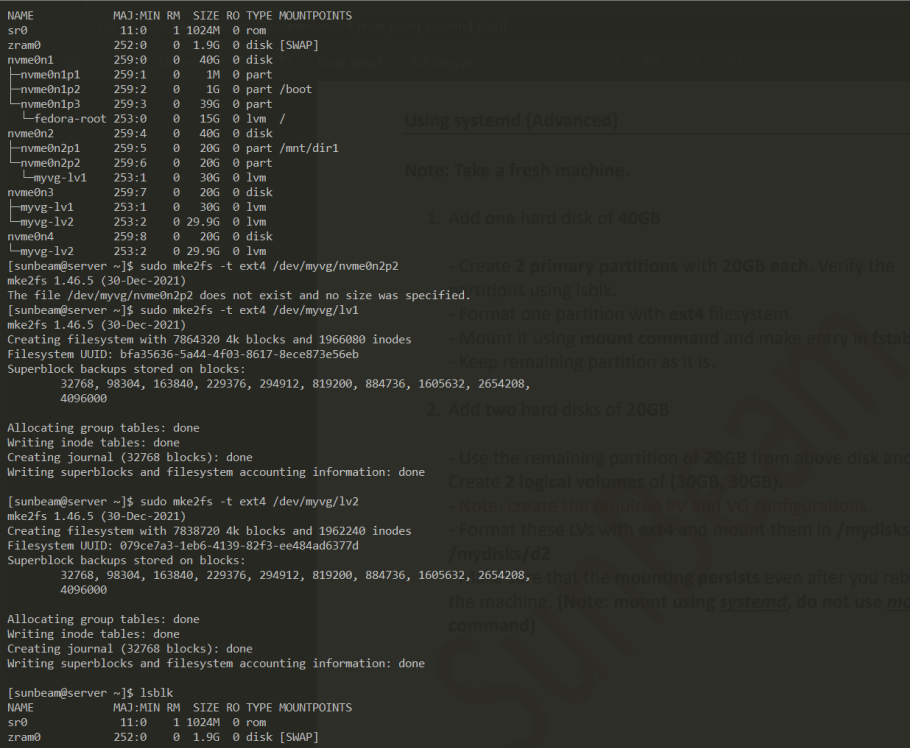 NAME MAJ:MIN RM SIZE RO TYPE MOUNTPOINTS
sr0 11:0 1 1024M 0 rom
zram0 252:0 0 1.9G 0 disk [SWAP]
nvme0n1 259:0 0 40G 0 disk
├─nvme0n1p1 259:1 0 1M 0 part
├─nvme0n1p2 259:2 0 1G 0 part /boot
└─nvme0n1p3 259:3 0 39G 0 part
└─fedora-root 253:0 0 15G 0 lvm /
nvme0n2 259:4 0 40G 0 disk
├─nvme0n2p1 259:5 0 20G 0 part /mnt/dir1
└─nvme0n2p2 259:6 0 20G 0 part
└─myvg-lv1 253:1 0 30G 0 lvm
nvme0n3 259:7 0 20G 0 disk
├─myvg-lv1 253:1 0 30G 0 lvm
└─myvg-lv2 253:2 0 29.9G 0 lvm
nvme0n4 259:8 0 20G 0 disk
└─myvg-lv2 253:2 0 29.9G 0 lvm
[sunbeam@server ~]$ sudo mke2fs -t ext4 /dev/myvg/nvme0n2p2
mke2fs 1.46.5 (30-Dec-2021)
The file /dev/myvg/nvme0n2p2 does not exist and no size was specified.
[sunbeam@server ~]$ sudo mke2fs -t ext4 /dev/myvg/lv1
mke2fs 1.46.5 (30-Dec-2021)
Creating filesystem with 7864320 4k blocks and 1966080 inodes
Filesystem UUID: bfa35636-5a44-4f03-8617-8ece873e56eb
Superblock backups stored on blocks:
32768, 98304, 163840, 229376, 294912, 819200, 884736, 1605632, 2654208,
4096000
Allocating group tables: done
Writing inode tables: done
Creating journal (32768 blocks): done
Writing superblocks and filesystem accounting information: done
[sunbeam@server ~]$ sudo mke2fs -t ext4 /dev/myvg/lv2
mke2fs 1.46.5 (30-Dec-2021)
Creating filesystem with 7838720 4k blocks and 1962240 inodes
Filesystem UUID: 079ce7a3-1eb6-4139-82f3-ee484ad6377d
Superblock backups stored on blocks:
32768, 98304, 163840, 229376, 294912, 819200, 884736, 1605632, 2654208,
4096000
Allocating group tables: done
Writing inode tables: done
Creating journal (32768 blocks): done
Writing superblocks and filesystem accounting information: done
[sunbeam@server ~]$ lsblk
NAME MAJ:MIN RM SIZE RO TYPE MOUNTPOINTS
sr0 11:0 1 1024M 0 rom
zram0 252:0 0 1.9G 0 disk [SWAP]
Using systemd (Advanced)
Note: Take a fresh machine.
1. Add one hard disk of 40GB
- Create 2 primary partitions with 20GB each. Verify the
partitions using lsblk.
- Format one partition with ext4 filesystem.
- Mount it using mount command and make entry in fstab
- Keep remaining partition as it is.
2. Add two hard disks of 20GB
- Use the remaining partition of 20GB from above disk and
Create 2 logical volumes of (30GB, 30GB).
- Note: create the required PV and VG configurations.
- Format these LVs with ext4 and mount them in /mydisks
/mydisks/d2
that the mounting persists even after you reb
the machine. (Note: mount using systemd, do not use mo
command)
Sunbeam